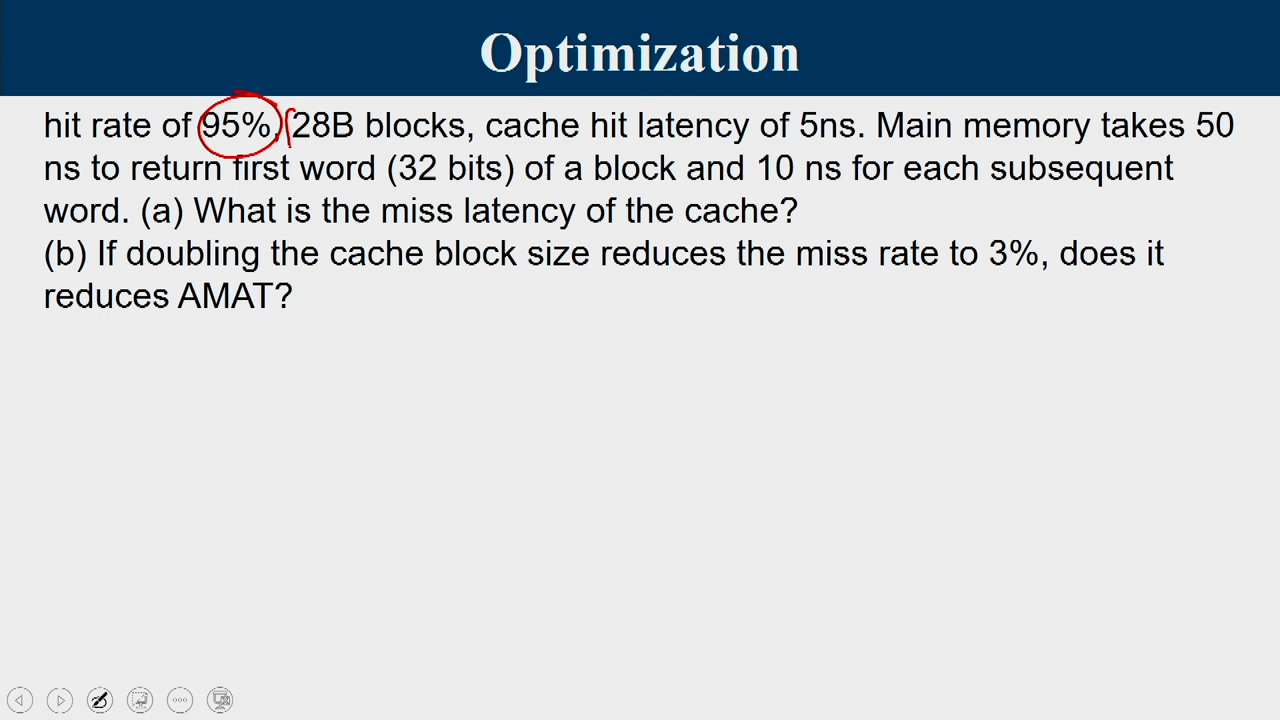 Optimization
hit rate of 95%, 128B blocks, cache hit latency of 5ns. Main memory takes 50
ns to return first word (32 bits) of a block and 10 ns for each subsequent
word. (a) What is the miss latency of the cache?
(b) If doubling the cache block size reduces the miss rate to 3%, does it
reduces AMAT?